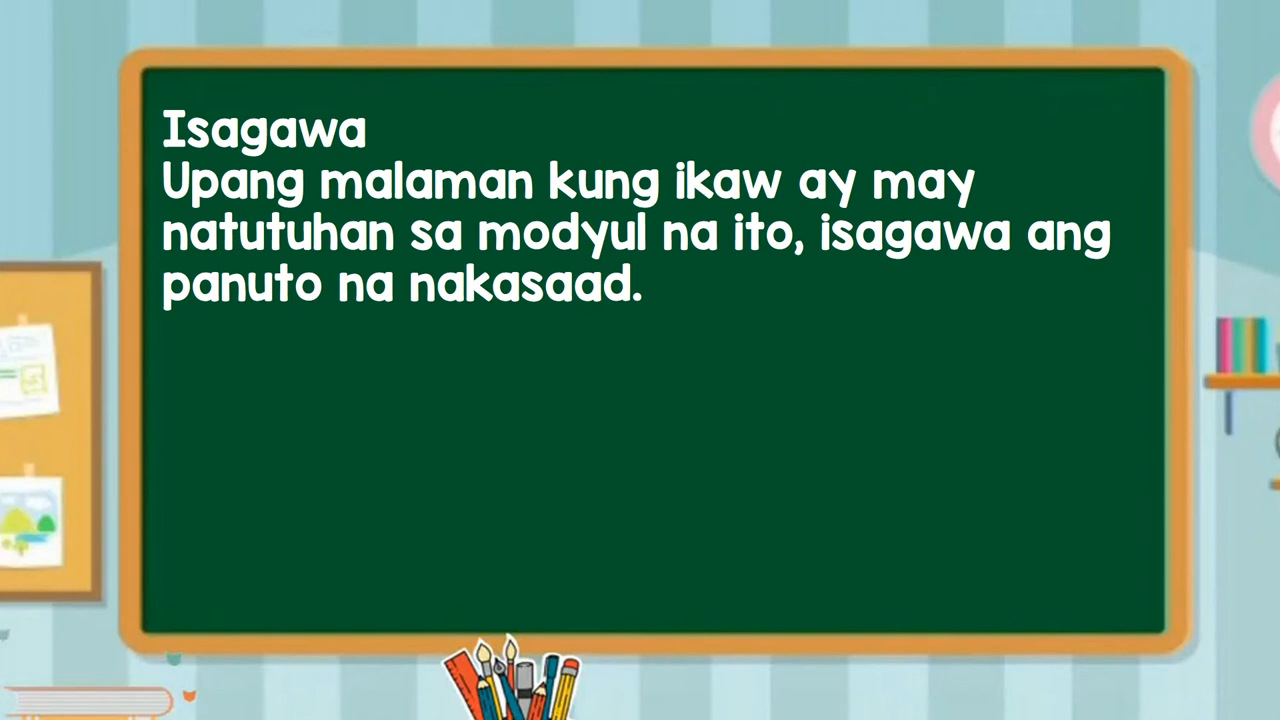 Isagawa
Upang malaman kung ikaw ay may
natutuhan sa modyul na ito, isagawa ang
panuto na nakasaad.